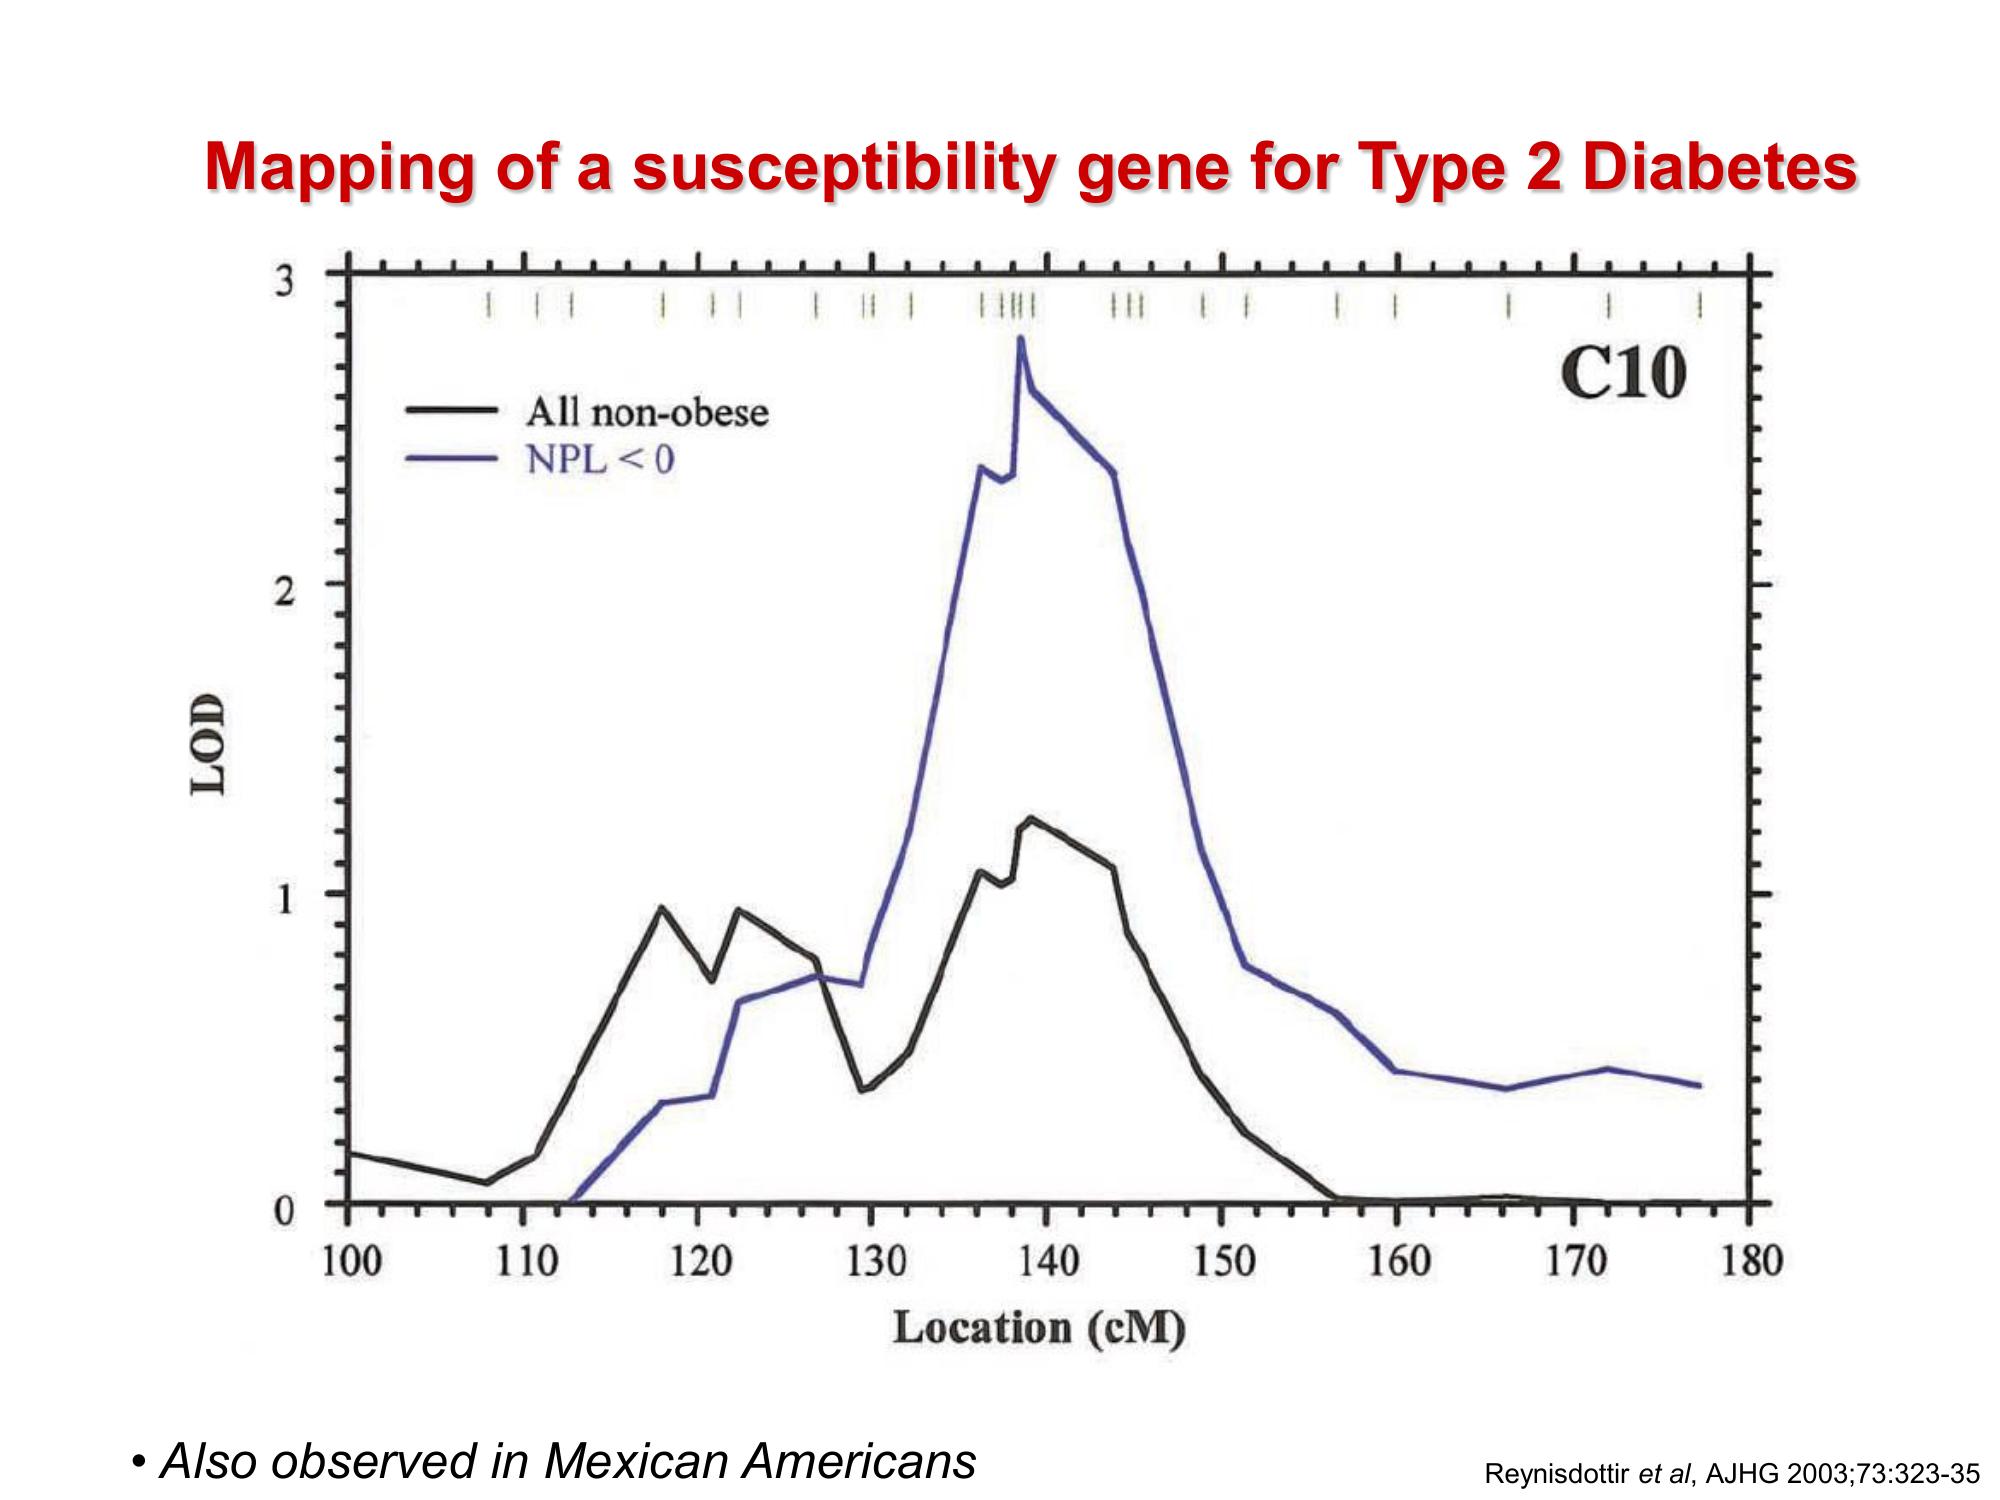 Mapping of a susceptibility gene for Type 2 Diabetes
3
C10
All non-obese
NPL < 0
2
LOD
1
0
100 110 120 130 140 150 160 170 180
Location (cM)
• Also observed in Mexican Americans
Reynisdottir et al, AJHG 2003;73:323-35